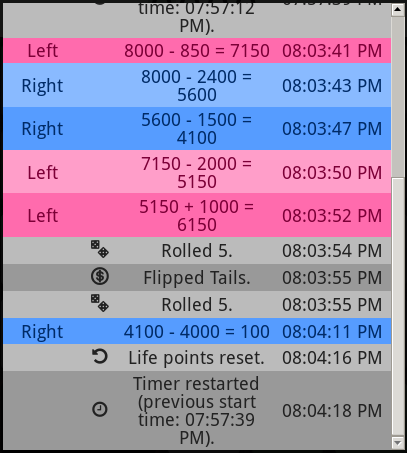 time: 07:57:12
PM).
Left 8000 - 850 = 7150 08:03:41 PM
Right 8000 - 2400 =
5600 08:03:43 PM
Right 5600 - 1500 =
4100 08:03:47 PM
Left 7150 - 2000 =
5150 08:03:50 PM
Left 5150 + 1000 =
6150 08:03:52 PM
Rolled 5. 08:03:54 PM
Flipped Tails. 08:03:55 PM
Rolled 5. 08:03:55 PM
Right 4100 - 4000 = 100 08:04:11 PM
Life points reset. 08:04:16 PM
Timer restarted
(previous start
time: 07:57:39
PM). 08:04:18 PM